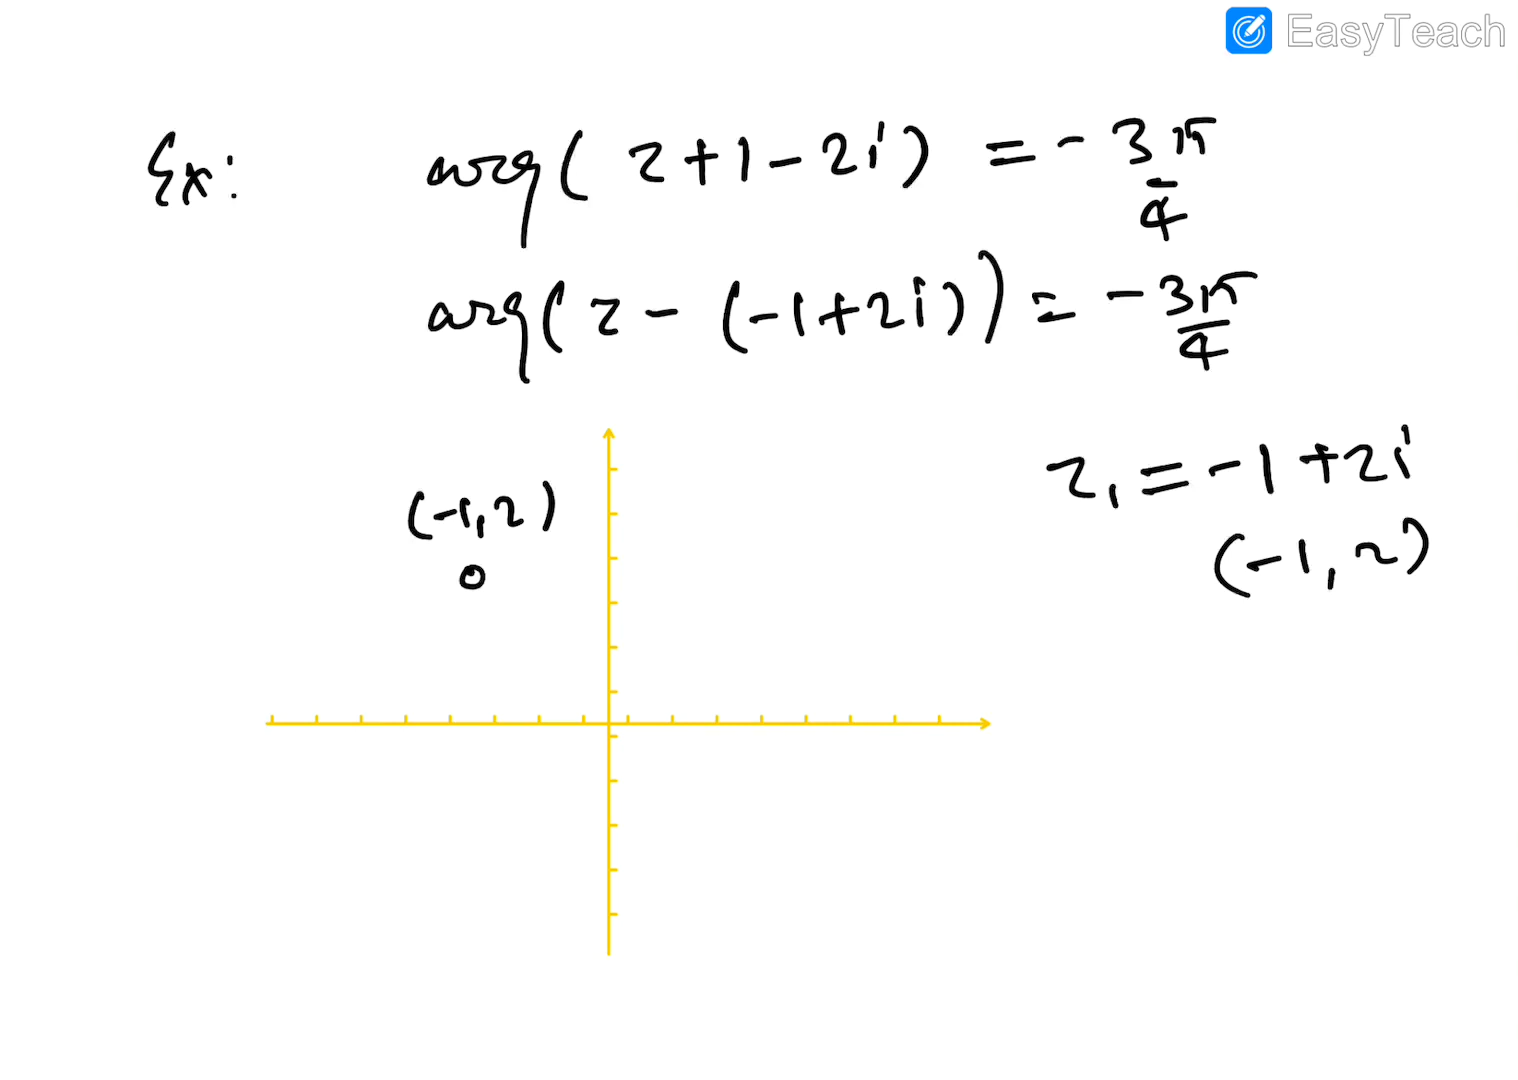 EasyTeach
Ex: arg( z + 1 - 2i ) = - 3π/4
arg( z - (-1+2i) ) = - 3π/4
z₁ = -1 + 2i
(-1, 2)
(-1, 2)